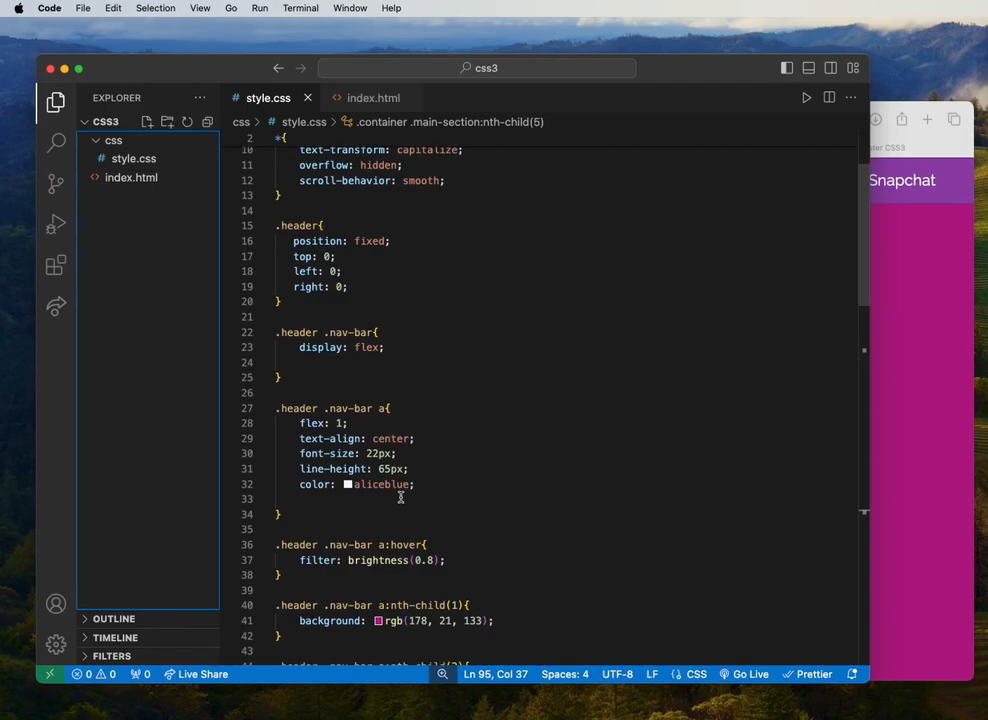 Code File Edit Selection View Go Run Terminal Window Help
css3
EXPLORER
style.css
index.html
CSS3
css > style.css > .container .main-section:nth-child(5)
css
style.css
index.html
2 *{
10 text-transform: capitalize;
11 overflow: hidden;
12 scroll-behavior: smooth;
13 }
14
15 .header{
16 position: fixed;
17 top: 0;
18 left: 0;
19 right: 0;
20 }
21
22 .header .nav-bar{
23 display: flex;
24
25 }
26
27 .header .nav-bar a{
28 flex: 1;
29 text-align: center;
30 font-size: 22px;
31 line-height: 65px;
32 color: aliceblue;
33
34 }
35
36 .header .nav-bar a:hover{
37 filter: brightness(0.8);
38 }
39
40 .header .nav-bar a:nth-child(1){
41 background: rgb(178, 21, 133);
42 }
43
OUTLINE
TIMELINE
FILTERS
0 0 0 Live Share
Ln 95, Col 37 Spaces: 4 UTF-8 LF CSS Go Live Prettier
CSS3
Snapchat